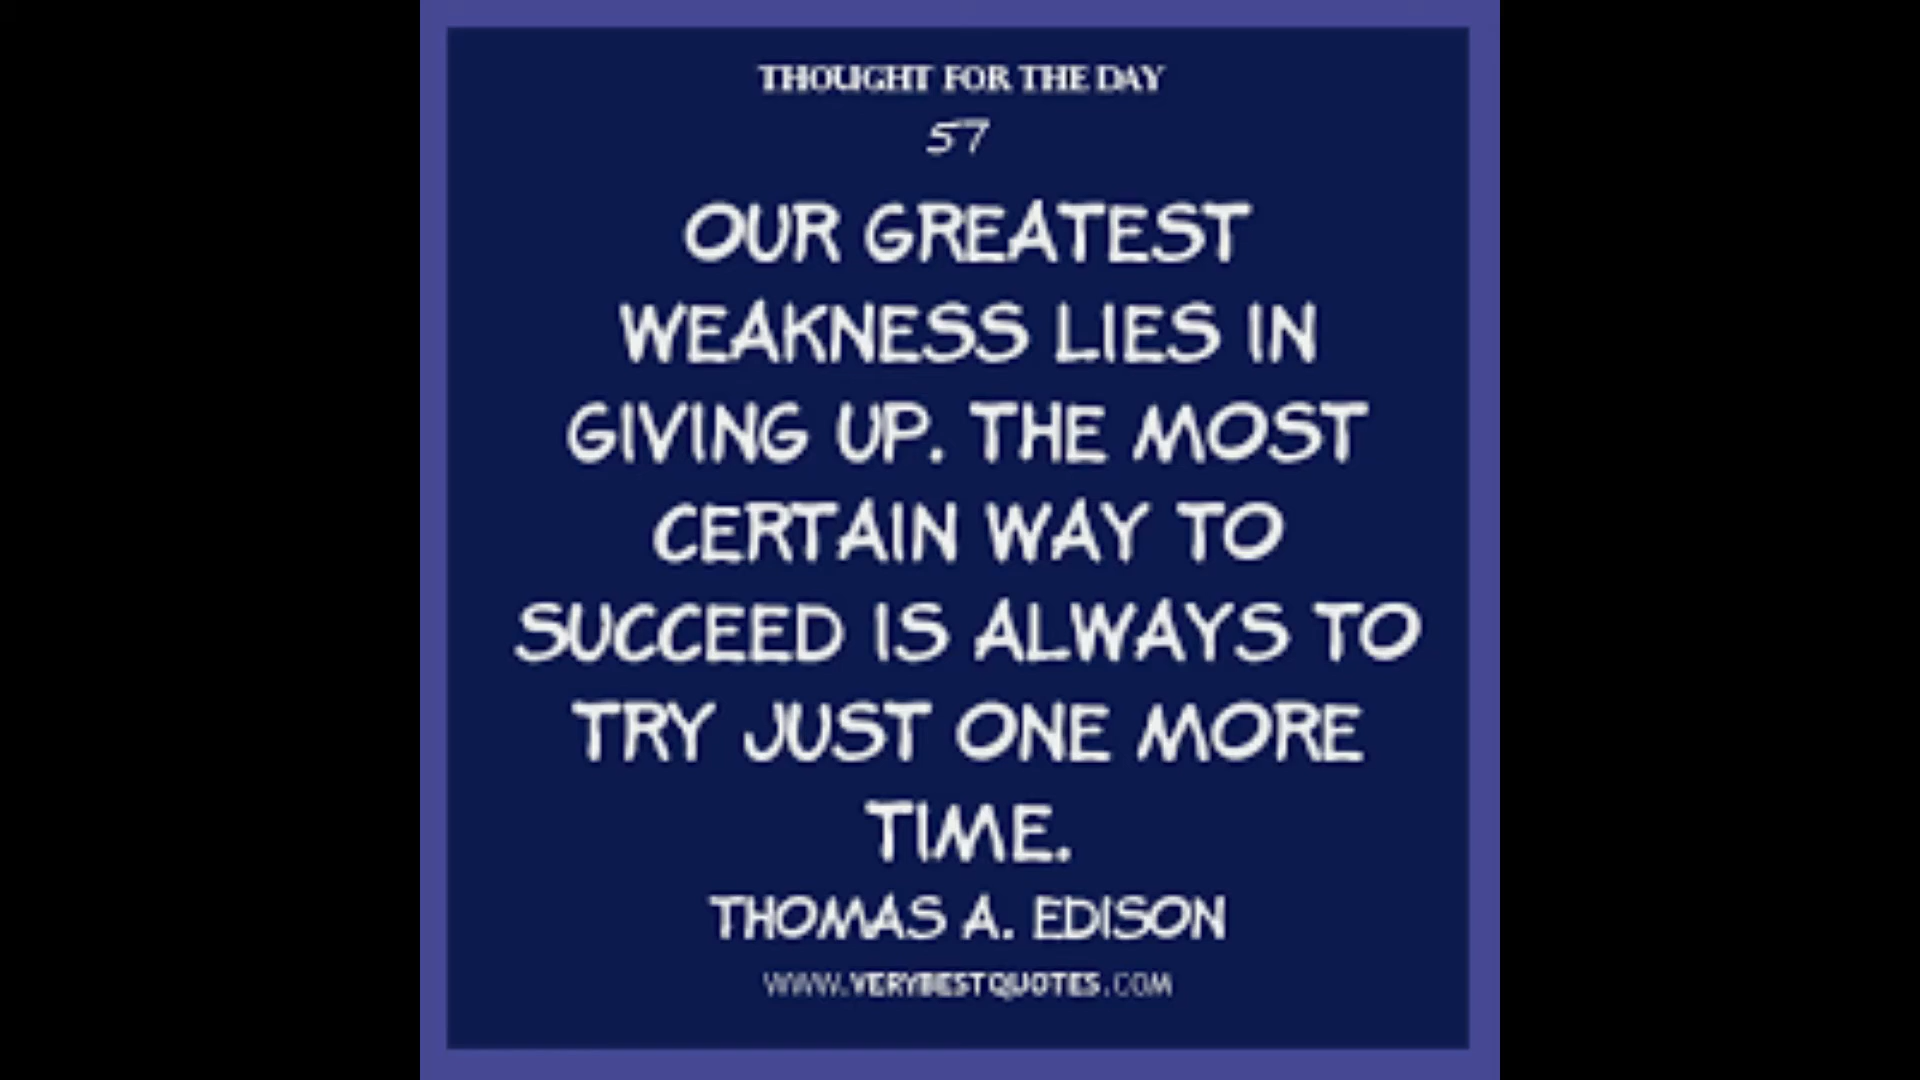 THOUGHT FOR THE DAY
57
OUR GREATEST
WEAKNESS LIES IN
GIVING UP. THE MOST
CERTAIN WAY TO
SUCCEED IS ALWAYS TO
TRY JUST ONE MORE
TIME.
THOMAS A. EDISON
WWW.VERYBESTQUOTES.COM